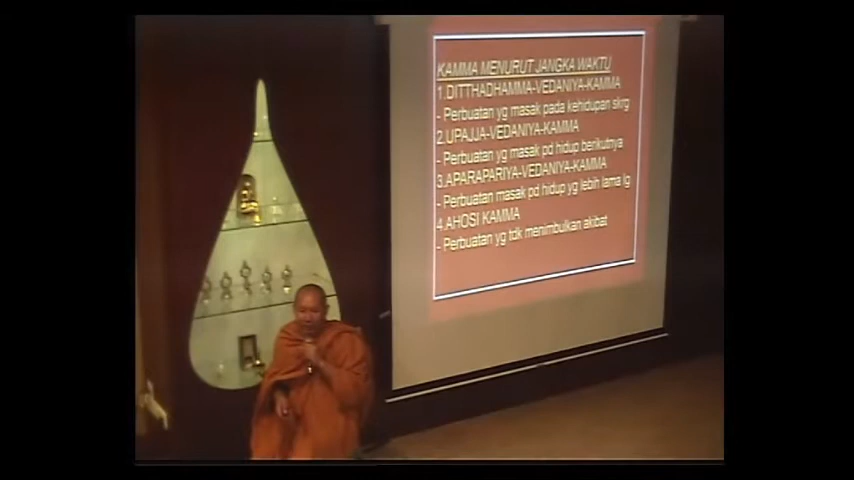 KAMMA MENURUT JANGKA WAKTU
1.DITTHADHAMMA-VEDANIYA-KAMMA
- Perbuatan yg masak pada kehidupan skrg
2.UPAJJA-VEDANIYA-KAMMA
- Perbuatan yg masak pd hidup berikutnya
3.APARAPARIYA-VEDANIYA-KAMMA
- Perbuatan masak pd hidup yg lebih lama lg
4.AHOSI KAMMA
- Perbuatan yg tdk menimbulkan akibat